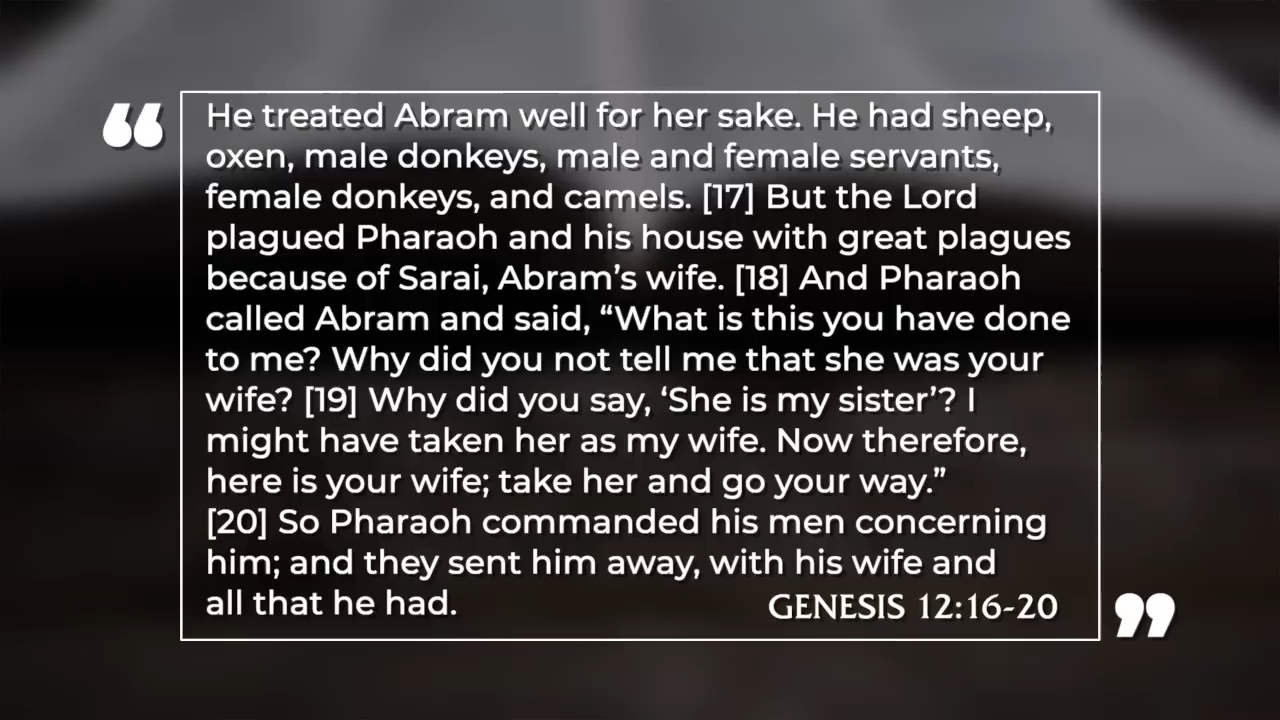 “
He treated Abram well for her sake. He had sheep,
oxen, male donkeys, male and female servants,
female donkeys, and camels. [17] But the Lord
plagued Pharaoh and his house with great plagues
because of Sarai, Abram’s wife. [18] And Pharaoh
called Abram and said, “What is this you have done
to me? Why did you not tell me that she was your
wife? [19] Why did you say, ‘She is my sister’? I
might have taken her as my wife. Now therefore,
here is your wife; take her and go your way.”
[20] So Pharaoh commanded his men concerning
him; and they sent him away, with his wife and
all that he had.
GENESIS 12:16-20
”